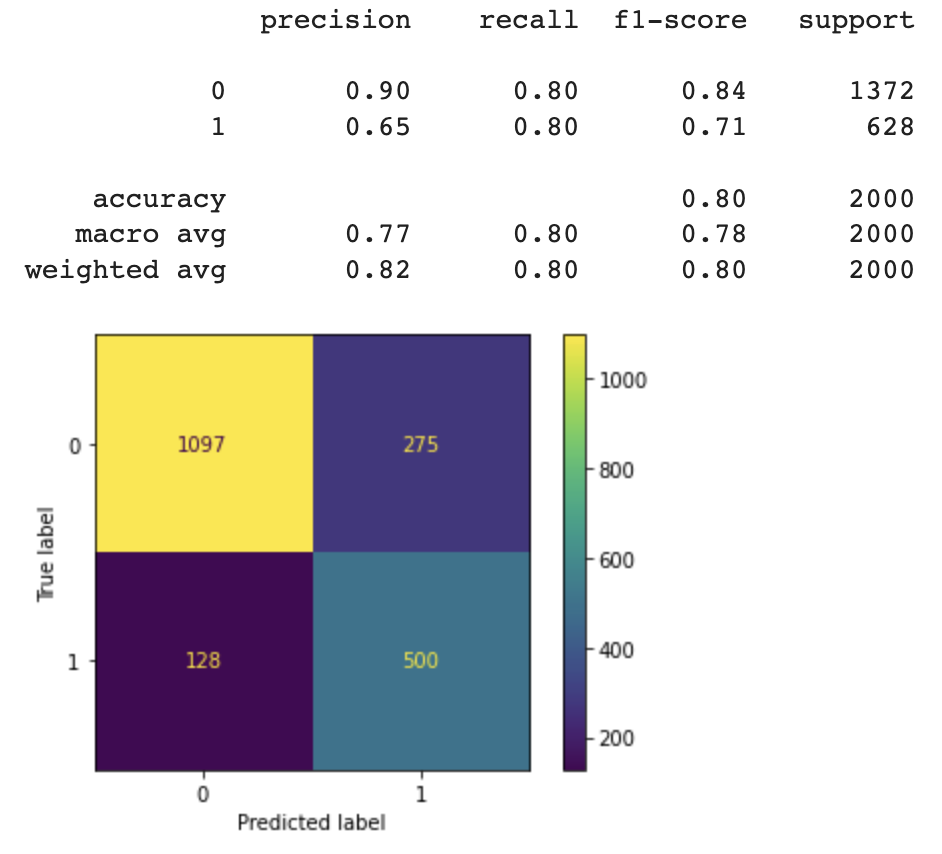 precision recall f1-score support
0 0.90 0.80 0.84 1372
1 0.65 0.80 0.71 628
accuracy 0.80 2000
macro avg 0.77 0.80 0.78 2000
weighted avg 0.82 0.80 0.80 2000
1000
800
600
400
200
True label
0
1
1097 275
128 500
0 1
Predicted label